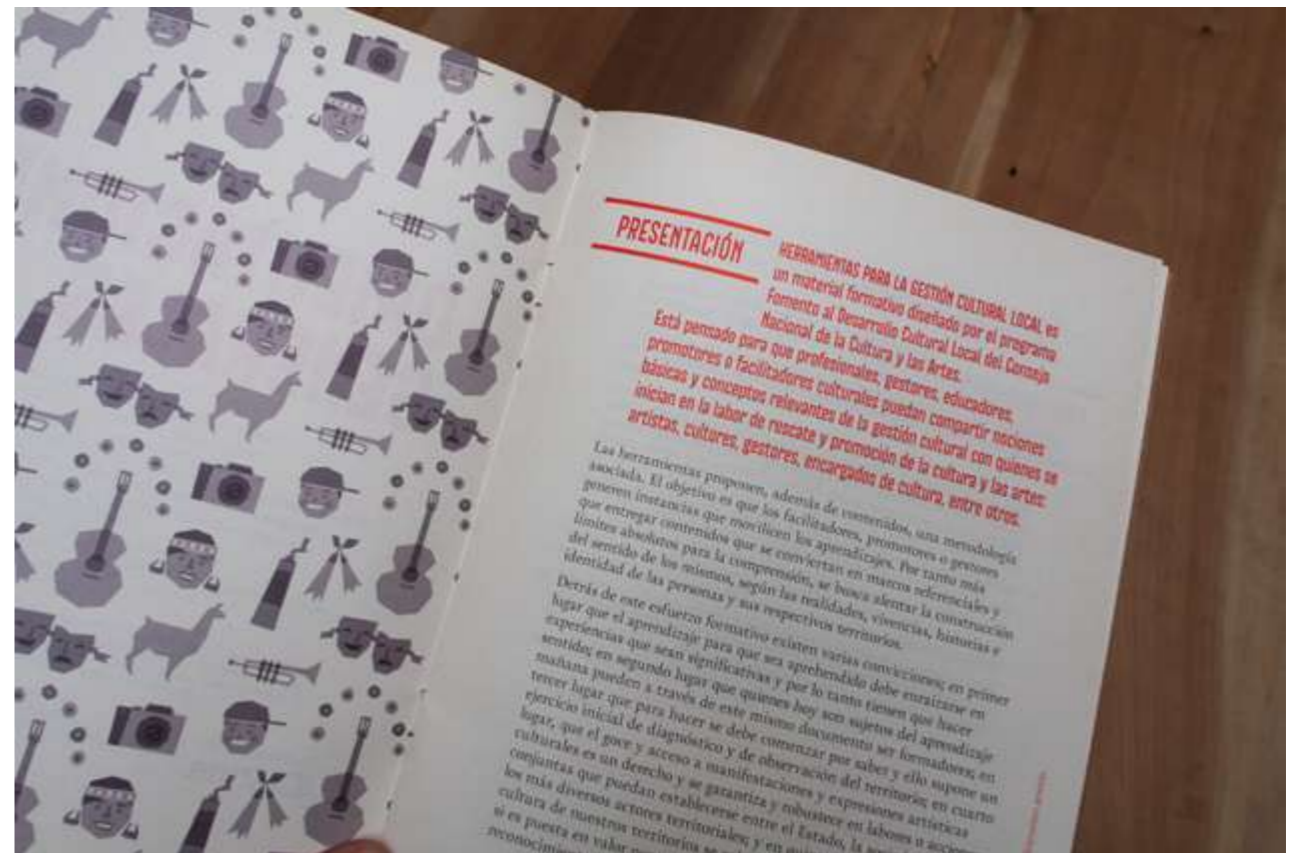 PRESENTACIÓN
HERRAMIENTAS PARA LA GESTIÓN CULTURAL LOCAL es
un material formativo diseñado por el programa
Fomento al Desarrollo Cultural Local del Consejo
Nacional de la Cultura y las Artes.
Está pensado para que profesionales, gestores, educadores,
promotores o facilitadores culturales puedan compartir nociones
básicas y conceptos relevantes de la gestión cultural con quienes se
inician en la labor de rescate y promoción de la cultura y las artes:
artistas, cultores, gestores, encargados de cultura, entre otros.
Las herramientas proponen, además de contenidos, una metodología
asociada. El objetivo es que los facilitadores, promotores o gestores
generen instancias que movilicen los aprendizajes. Por tanto más
que entregar contenidos que se conviertan en marcos referenciales y
límites absolutos para la comprensión, se busca alentar la construcción
del sentido de los mismos, según las realidades, vivencias, historias e
identidad de las personas y sus respectivos territorios.
Detrás de este esfuerzo formativo existen varias convicciones; en primer
lugar que el aprendizaje para que sea aprehendido debe enraizarse en
experiencias que sean significativas y por lo tanto tienen que hacer
sentido; en segundo lugar que quienes hoy son sujetos del aprendizaje
mañana pueden a través de este mismo documento ser formadores; en
tercer lugar que para hacer se debe comenzar por saber y ello supone un
ejercicio inicial de diagnóstico y de observación del territorio; en cuarto
lugar, que el goce y acceso a manifestaciones y expresiones artísticas
culturales es un derecho y se garantiza y robustece en labores o acciones
conjuntas que puedan establecerse entre el Estado, la
los más diversos actores territoriales; y en
cultura de nuestros territorios se
si es puesta en valor